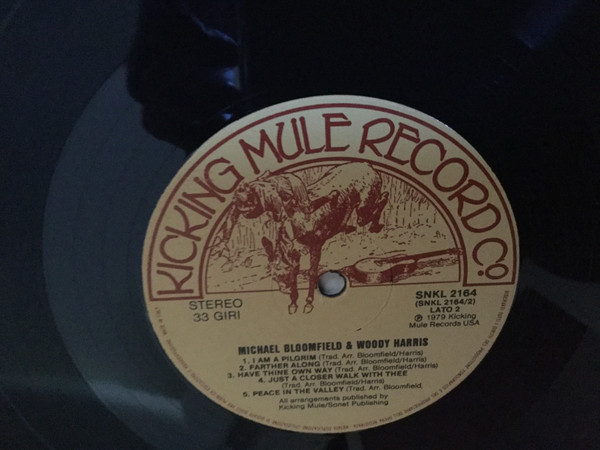 KICKING MULE RECORD CO.
STEREO
33 GIRI
SNKL 2164
(SNKL 2164/2)
LATO 2
℗ 1979 Kicking
Mule Records USA
MICHAEL BLOOMFIELD & WOODY HARRIS
1. I AM A PILGRIM (Trad. Arr. Bloomfield/Harris)
2. FARTHER ALONG (Trad. Arr. Bloomfield/Harris)
3. HAVE THINE OWN WAY (Trad. Arr. Bloomfield/Harris)
4. JUST A CLOSER WALK WITH THEE
(Trad. Arr. Bloomfield/Harris)
5. PEACE IN THE VALLEY (Trad. Arr. Bloomfield,
All arrangements published by
Kicking Mule/Sonet Publishing